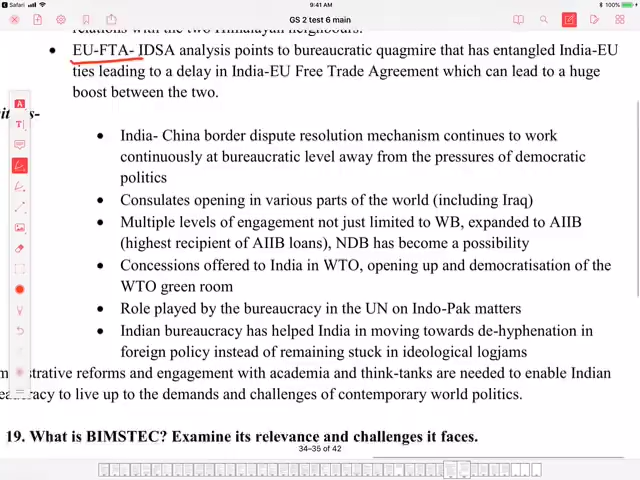 Safari
9:41 AM
100%
GS 2 test 6 main
relations with the two Himalayan neighbours.
• EU-FTA- IDSA analysis points to bureaucratic quagmire that has entangled India-EU
ties leading to a delay in India-EU Free Trade Agreement which can lead to a huge
boost between the two.
• India- China border dispute resolution mechanism continues to work
continuously at bureaucratic level away from the pressures of democratic
politics
• Consulates opening in various parts of the world (including Iraq)
• Multiple levels of engagement not just limited to WB, expanded to AIIB
(highest recipient of AIIB loans), NDB has become a possibility
• Concessions offered to India in WTO, opening up and democratisation of the
WTO green room
• Role played by the bureaucracy in the UN on Indo-Pak matters
• Indian bureaucracy has helped India in moving towards de-hyphenation in
foreign policy instead of remaining stuck in ideological logjams
reforms and engagement with academia and think-tanks are needed to enable Indian
to live up to the demands and challenges of contemporary world politics.
19. What is BIMSTEC? Examine its relevance and challenges it faces.
34–35 of 42